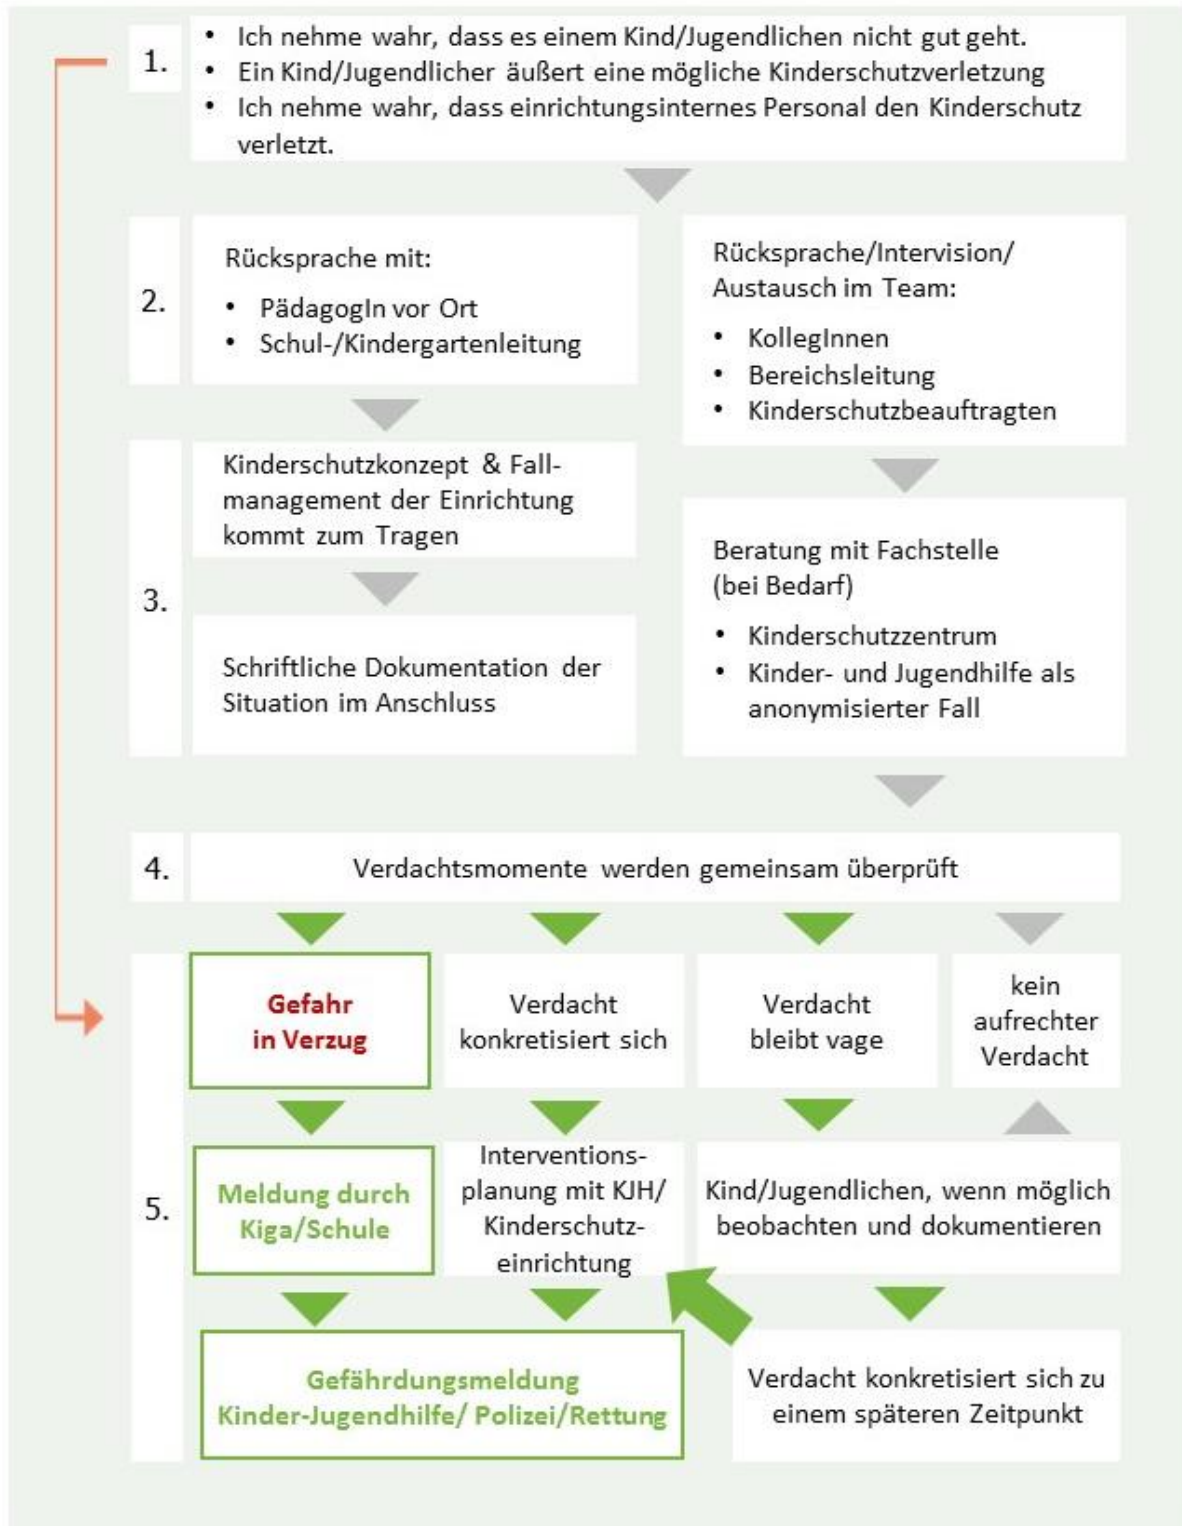 1.
• Ich nehme wahr, dass es einem Kind/Jugendlichen nicht gut geht.
• Ein Kind/Jugendlicher äußert eine mögliche Kinderschutzverletzung
• Ich nehme wahr, dass einrichtungsinternes Personal den Kinderschutz
verletzt.
2.
Rücksprache mit:
• PädagogIn vor Ort
• Schul-/Kindergartenleitung
Rücksprache/Intervision/
Austausch im Team:
• KollegInnen
• Bereichsleitung
• Kinderschutzbeauftragten
3.
Kinderschutzkonzept & Fall-
management der Einrichtung
kommt zum Tragen
Schriftliche Dokumentation der
Situation im Anschluss
Beratung mit Fachstelle
(bei Bedarf)
• Kinderschutzzentrum
• Kinder- und Jugendhilfe als
anonymisierter Fall
4.
Verdachtsmomente werden gemeinsam überprüft
5.
Gefahr
in Verzug
Verdacht
konkretisiert sich
Verdacht
bleibt vage
kein
aufrechter
Verdacht
Meldung durch
Kiga/Schule
Interventions-
planung mit KJH/
Kinderschutz-
einrichtung
Kind/Jugendlichen, wenn möglich
beobachten und dokumentieren
Gefährdungsmeldung
Kinder-Jugendhilfe/ Polizei/Rettung
Verdacht konkretisiert sich zu
einem späteren Zeitpunkt